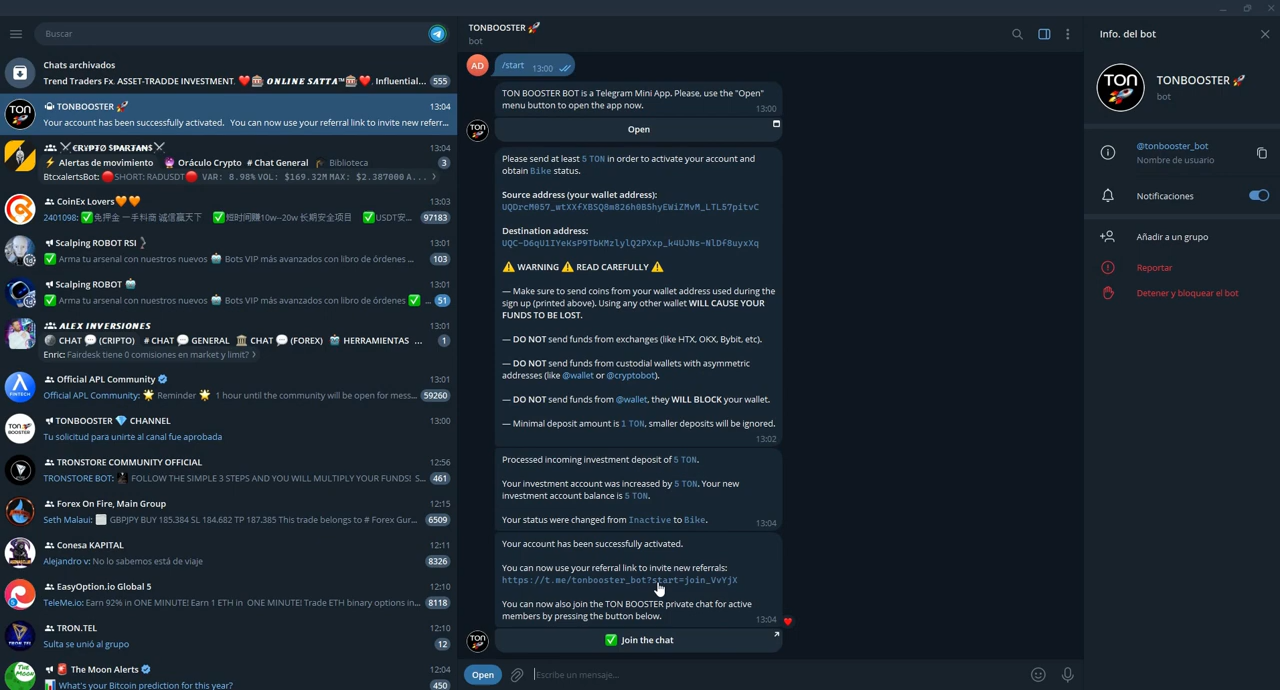 Buscar
Chats archivados
Trend Traders Fx. ASSET-TRADDE INVESTMENT. ❤️🎰 𝑶𝑵𝑳𝑰𝑵𝑬 𝑺𝑨𝑻𝑻𝑨™🎰❤️, Influential... 555
TONBOOSTER 🚀 13:04
Your account has been successfully activated. You can now use your referral link to invite new referr...
⚔️€RYPTØ $PARTAN$⚔️ 13:04
⚡ Alertas de movimiento 🔮 Oráculo Crypto # Chat General 🎓 Biblioteca 3
BtcxalertsBot: 🔴SHORT: RADUSDT🔴 VAR: 8.98% VOL: $169.32M MAX: $2.387000 A...
CoinEx Lovers🧡🧡 13:03
2401098: ✅免押金 一手料商 诚信赢天下 ✅短时间赚10w--20w 长期安全项目 ✅USDT安... 97183
Scalping ROBOT RSI 🦿 13:01
✅ Arma tu arsenal con nuestros nuevos 🤖 Bots VIP más avanzados con libro de órdenes ... 103
Scalping ROBOT 🤖 13:01
✅ Arma tu arsenal con nuestros nuevos 🤖 Bots VIP más avanzados con libro de órdenes ✅ ... 51
𝑨𝑳𝑬𝑿 𝑰𝑵𝑽𝑬𝑹𝑺𝑰𝑶𝑵𝑬𝑺 13:01
CHAT 💬 (CRIPTO) # CHAT 💬 GENERAL 🏛️ CHAT 💬 (FOREX) 🤖 HERRAMIENTAS ... 1
Enric: Fairdesk tiene 0 comisiones en market y limit?
Official APL Community 13:01
Official APL Community: 🌟 Reminder 🌟 1 hour until the community will be open for mess... 59260
TONBOOSTER 💎 CHANNEL 13:00
Tu solicitud para unirte al canal fue aprobada
TRONSTORE COMMUNITY OFFICIAL 12:56
TRONSTORE BOT: FOLLOW THE SIMPLE 3 STEPS AND YOU WILL MULTIPLY YOUR FUNDS! S... 461
Forex On Fire, Main Group 12:15
Seth Malaui: GBPJPY BUY 185.384 SL 184.682 TP 187.385 This trade belongs to # Forex Gur... 6509
Conesa KAPITAL 12:11
Alejandro v: No lo sabemos está de viaje 8326
EasyOption.io Global 5 12:10
TeleMe.io: Earn 92% in ONE MINUTE! Earn 1 ETH in ONE MINUTE! Trade ETH binary options in... 8118
TRON.TEL 12:10
Sulta se unió al grupo 12
🚨 The Moon Alerts 12:04
📊 What's your Bitcoin prediction for this year? 450
TONBOOSTER 🚀
bot
AD
/start 13:00
TON BOOSTER BOT is a Telegram Mini App. Please, use the "Open"
menu button to open the app now. 13:00
Open
Please send at least 5 TON in order to activate your account and
obtain Bike status.
Source address (your wallet address):
UQDrcM057_wtXXfXBSQ8m826h0B5hyEWiZMvM_LTL57pitvC
Destination address:
UQC-D6qU1IYeKsP9TbKMzlylQ2PXxp_k4UJNs-NlDf8uyxXq
⚠️ WARNING ⚠️ READ CAREFULLY ⚠️
— Make sure to send coins from your wallet address used during the
sign up (printed above). Using any other wallet WILL CAUSE YOUR
FUNDS TO BE LOST.
— DO NOT send funds from exchanges (like HTX, OKX, Bybit, etc).
— DO NOT send funds from custodial wallets with asymmetric
addresses (like @wallet or @cryptobot).
— DO NOT send funds from @wallet, they WILL BLOCK your wallet.
— Minimal deposit amount is 1 TON, smaller deposits will be ignored.
13:02
Processed incoming investment deposit of 5 TON.
Your investment account was increased by 5 TON. Your new
investment account balance is 5 TON.
Your status were changed from Inactive to Bike. 13:04
Your account has been successfully activated.
You can now use your referral link to invite new referrals:
https://t.me/tonbooster_bot?start=join_VvYjX
You can now also join the TON BOOSTER private chat for active
members by pressing the button below. 13:04
✅ Join the chat
Open
Escribe un mensaje...
Info. del bot
TON
TONBOOSTER 🚀
bot
@tonbooster_bot
Nombre de usuario
Notificaciones
Añadir a un grupo
Reportar
Detener y bloquear el bot